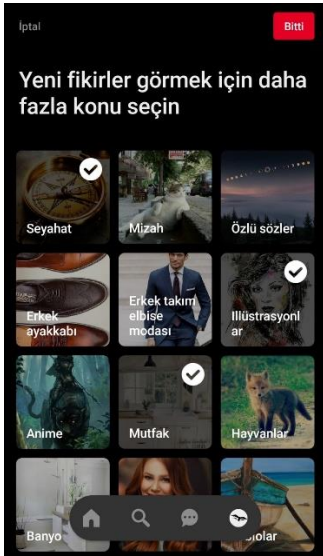 İptal
Bitti
Yeni fikirler görmek için daha
fazla konu seçin
Seyahat
Mizah
Özlü sözler
Erkek
ayakkabı
Erkek takım
elbise
modası
İllüstrasyonl
ar
Anime
Mutfak
Hayvanlar
Banyo